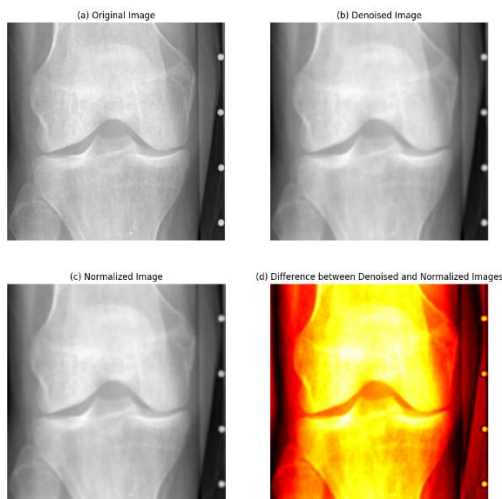 (a) Original Image
(b) Denoised Image
(c) Normalized Image
(d) Difference between Denoised and Normalized Images